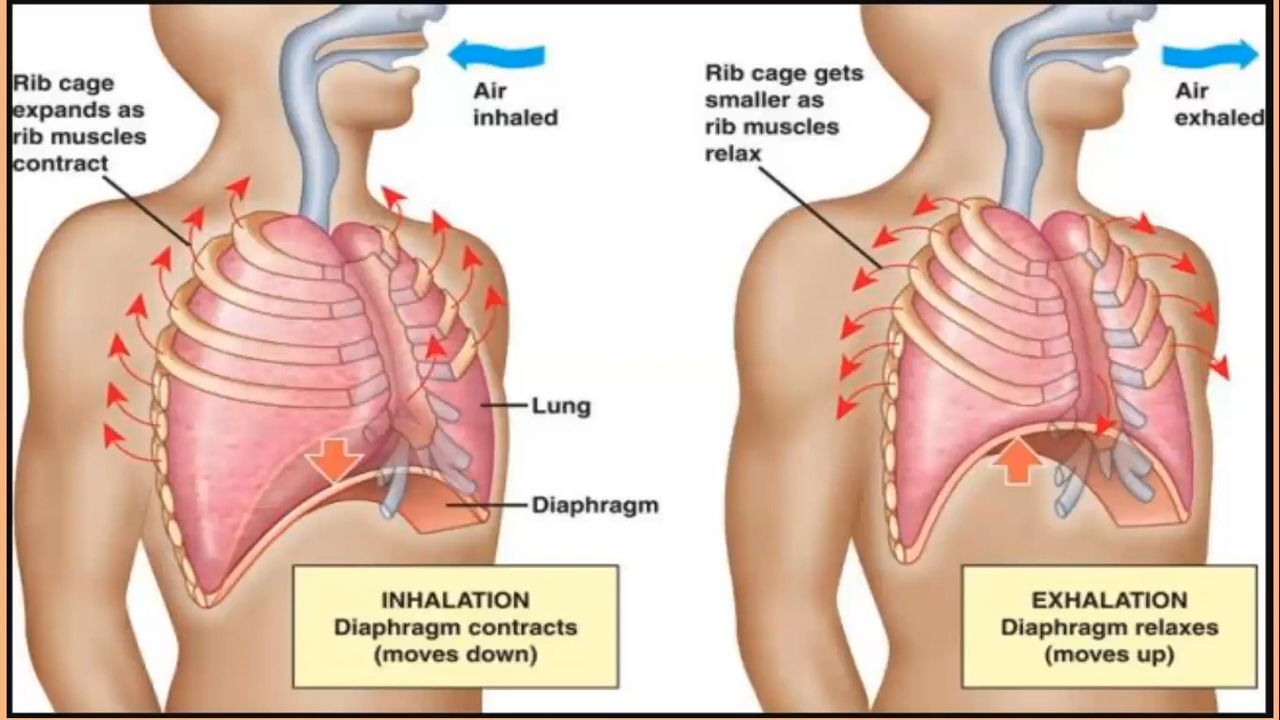 Rib cage
expands as
rib muscles
contract
Air
inhaled
Lung
Diaphragm
INHALATION
Diaphragm contracts
(moves down)
Rib cage gets
smaller as
rib muscles
relax
Air
exhaled
EXHALATION
Diaphragm relaxes
(moves up)